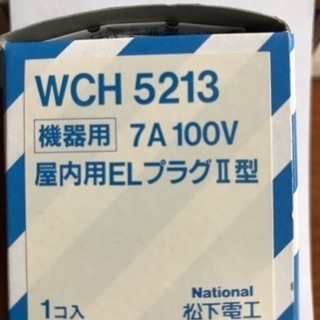 WCH 5213
機器用 7A 100V
屋内用ELプラグⅡ型
National
1コ入 松下電工